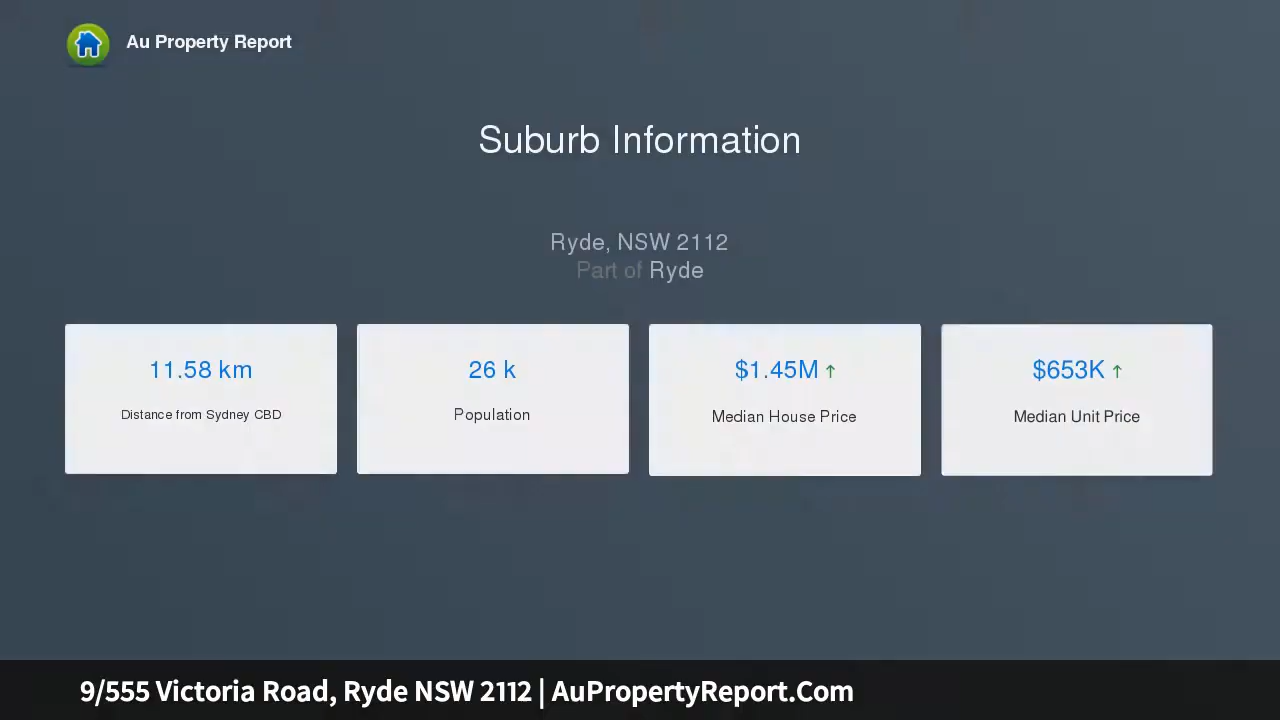 Au Property Report
Suburb Information
Ryde, NSW 2112
Part of Ryde
11.58 km
Distance from Sydney CBD
26 k
Population
$1.45M ↑
Median House Price
$653K ↑
Median Unit Price
9/555 Victoria Road, Ryde NSW 2112 | AuPropertyReport.Com